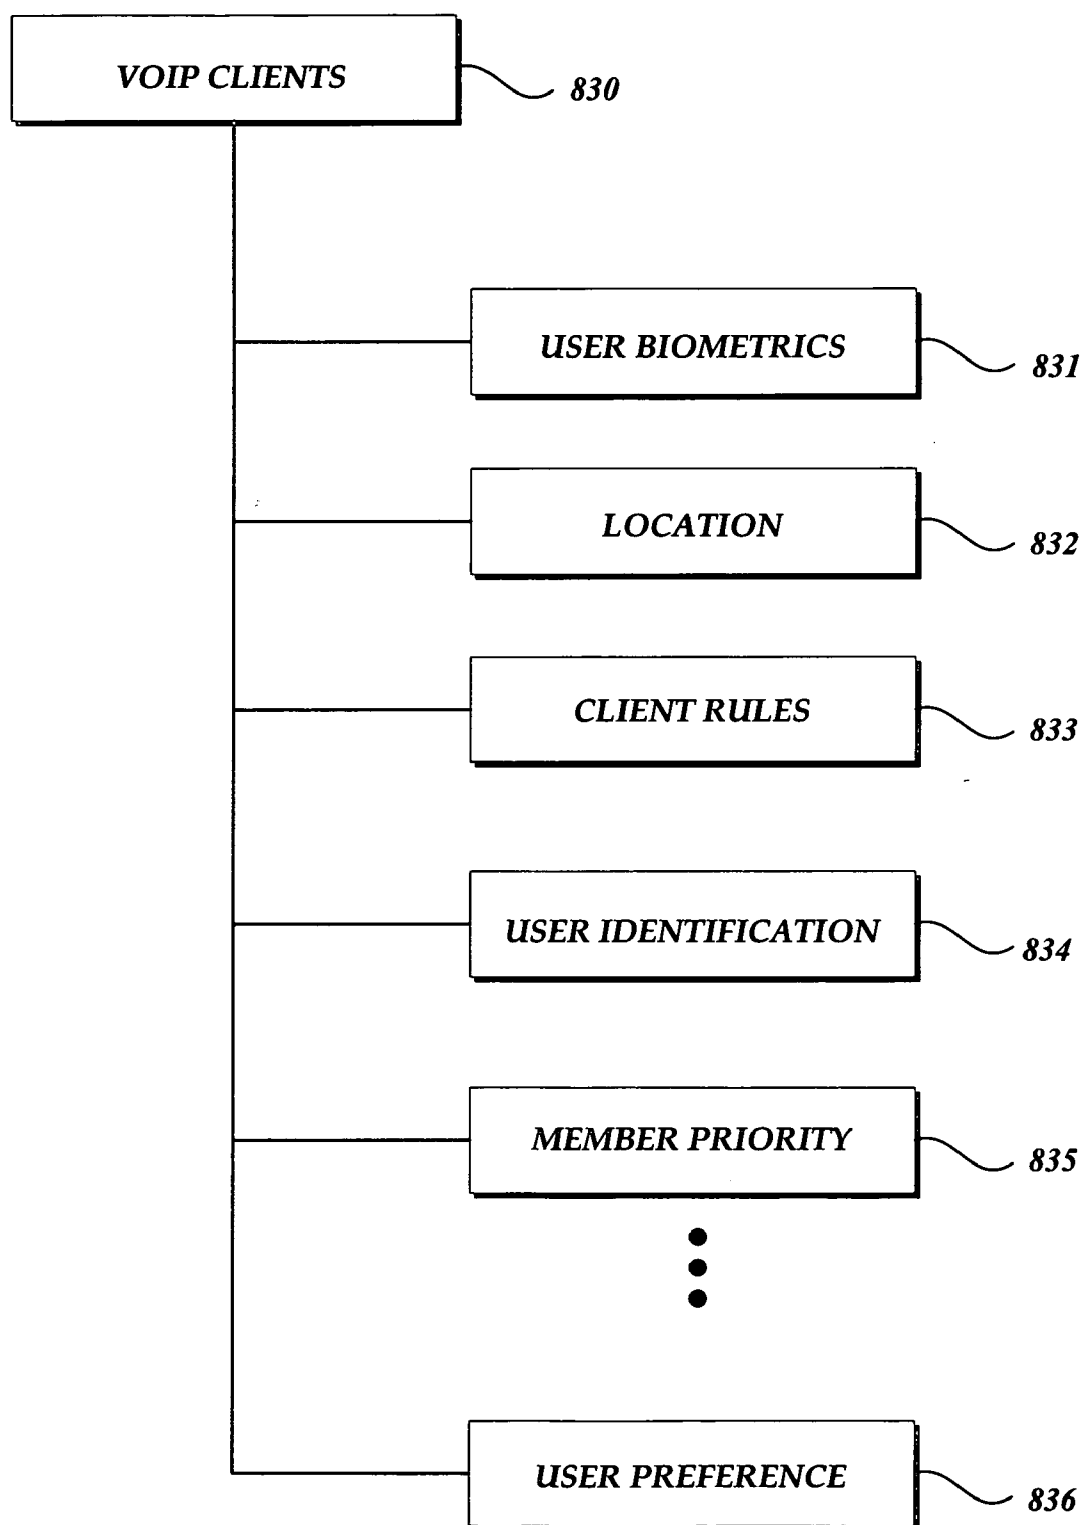 VOIP CLIENTS
830
USER BIOMETRICS
831
LOCATION
832
CLIENT RULES
833
USER IDENTIFICATION
834
MEMBER PRIORITY
835
USER PREFERENCE
836